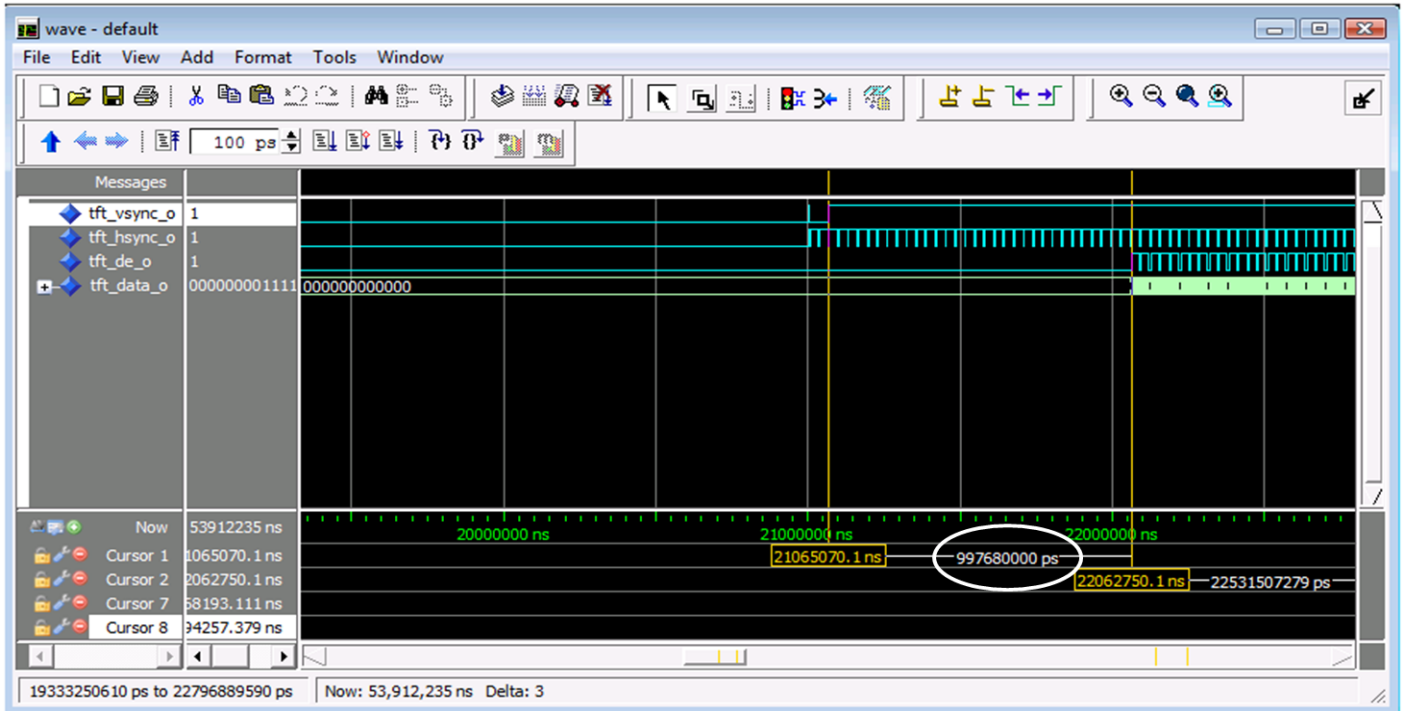 wave - default
File Edit View Add Format Tools Window
100 ps
Messages
tft_vsync_o 1
tft_hsync_o 1
tft_de_o 1
tft_data_o 000000001111 000000000000
Now 53912235 ns 20000000 ns 21000000 ns 22000000 ns
Cursor 1 1065070.1 ns 21065070.1 ns 997680000 ps
Cursor 2 2062750.1 ns 22062750.1 ns 22531507279 ps
Cursor 7 58193.111 ns
Cursor 8 94257.379 ns
19333250610 ps to 22796889590 ps Now: 53,912,235 ns Delta: 3